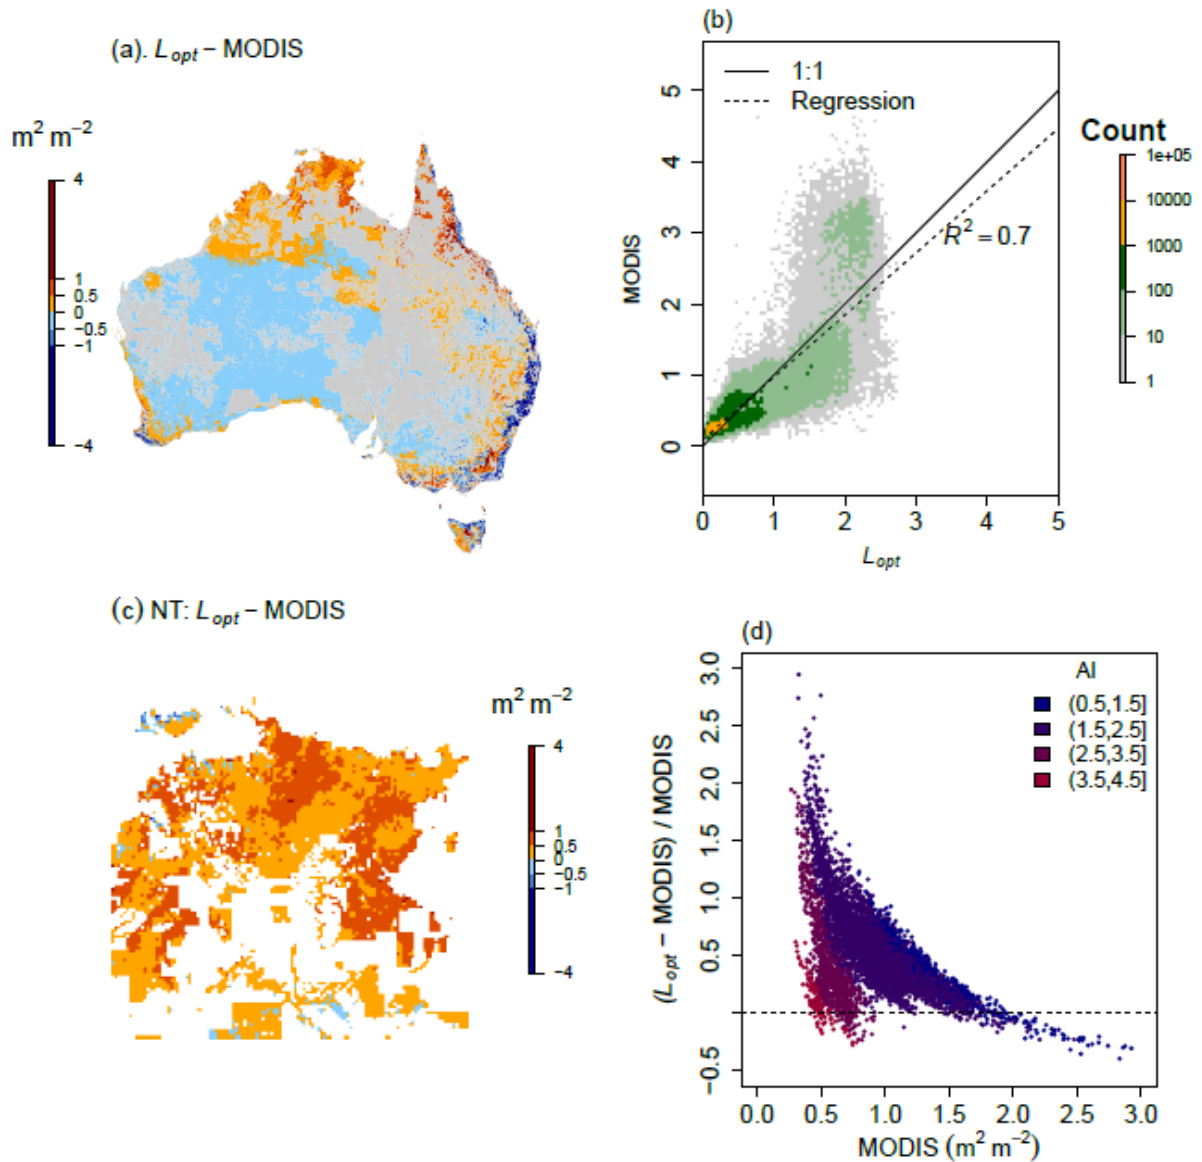 (a). L_opt − MODIS
m² m⁻²
4
1
0.5
0
−0.5
−1
−4
(b)
1:1
Regression
R² = 0.7
MODIS
5
4
3
2
1
0
0 1 2 3 4 5
L_opt
Count
1e+05
10000
1000
100
10
1
(c) NT: L_opt − MODIS
m² m⁻²
4
1
0.5
0
−0.5
−1
−4
(d)
AI
(0.5,1.5]
(1.5,2.5]
(2.5,3.5]
(3.5,4.5]
(L_opt − MODIS) / MODIS
3.0
2.5
2.0
1.5
1.0
0.5
−0.5
0.0 0.5 1.0 1.5 2.0 2.5 3.0
MODIS (m² m⁻²)